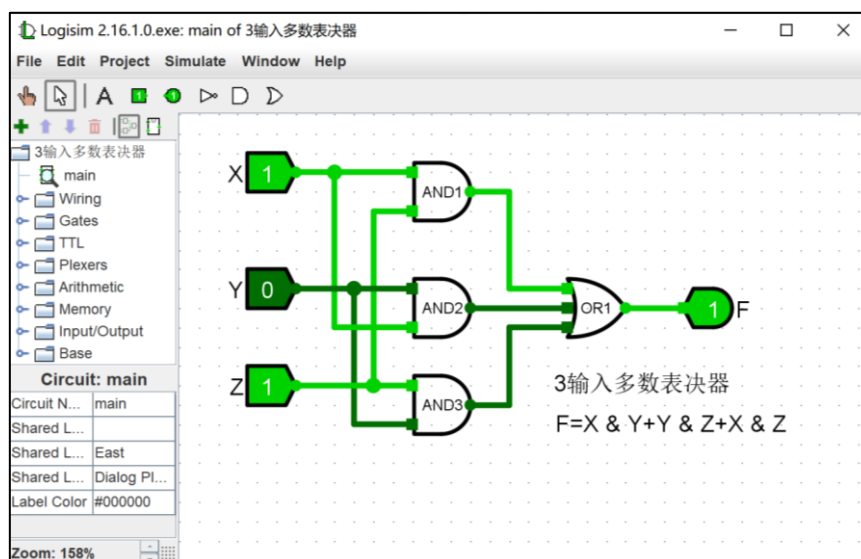 Logisim 2.16.1.0.exe: main of 3输入多数表决器
File Edit Project Simulate Window Help
A 1 1
3输入多数表决器
main
Wiring
Gates
TTL
Plexers
Arithmetic
Memory
Input/Output
Base
Circuit: main
Circuit N... main
Shared L...
Shared L... East
Shared L... Dialog Pl...
Label Color #000000
Zoom: 158%
X 1 AND1
Y 0 AND2 OR1 1 F
Z 1 AND3
3输入多数表决器
F=X & Y+Y & Z+X & Z